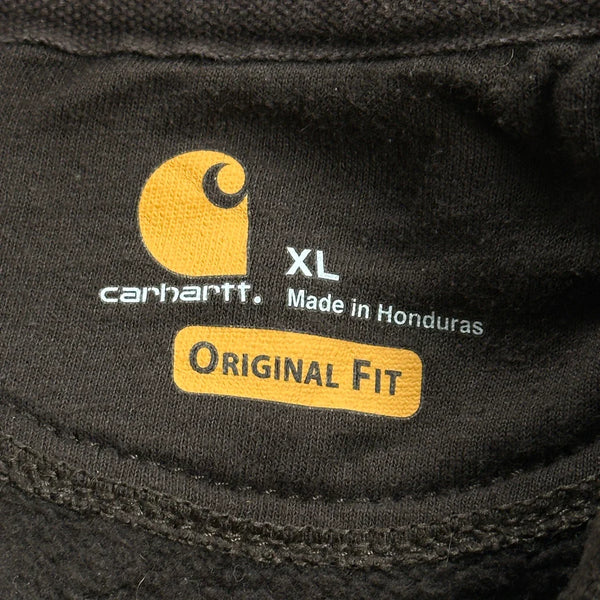 XL
carhartt.
Made in Honduras
ORIGINAL FIT